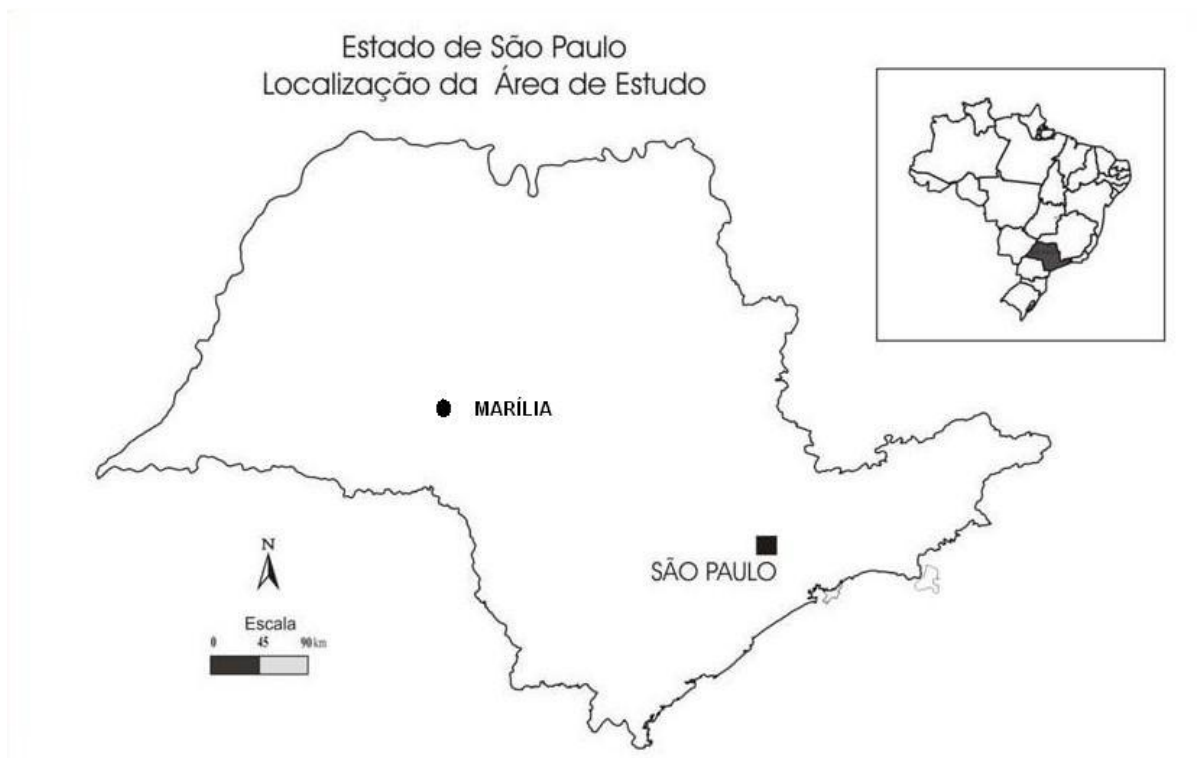 Estado de São Paulo
Localização da Área de Estudo
MARÍLIA
SÃO PAULO
N
Escala
0 45 90 km